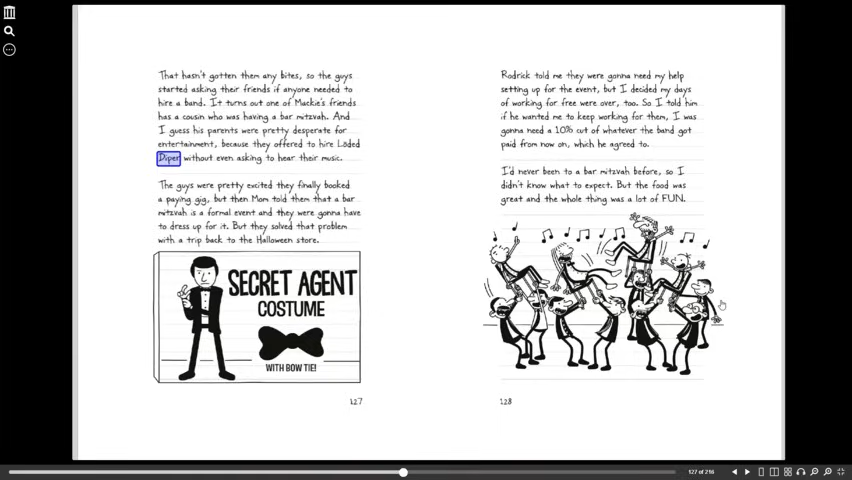 That hasn't gotten them any bites, so the guys
started asking their friends if anyone needed to
hire a band. It turns out one of Mackie's friends
has a cousin who was having a bar mitzvah. And
I guess his parents were pretty desperate for
entertainment, because they offered to hire Löded
Diper without even asking to hear their music.
The guys were pretty excited they finally booked
a paying gig, but then Mom told them that a bar
mitzvah is a formal event and they were gonna have
to dress up for it. But they solved that problem
with a trip back to the Halloween store.
SECRET AGENT
COSTUME
WITH BOW TIE!
127
Rodrick told me they were gonna need my help
setting up for the event, but I decided my days
of working for free were over, too. So I told him
if he wanted me to keep working for them, I was
gonna need a 10% cut of whatever the band got
paid from now on, which he agreed to.
I'd never been to a bar mitzvah before, so I
didn't know what to expect. But the food was
great and the whole thing was a lot of FUN.
128
127 of 216